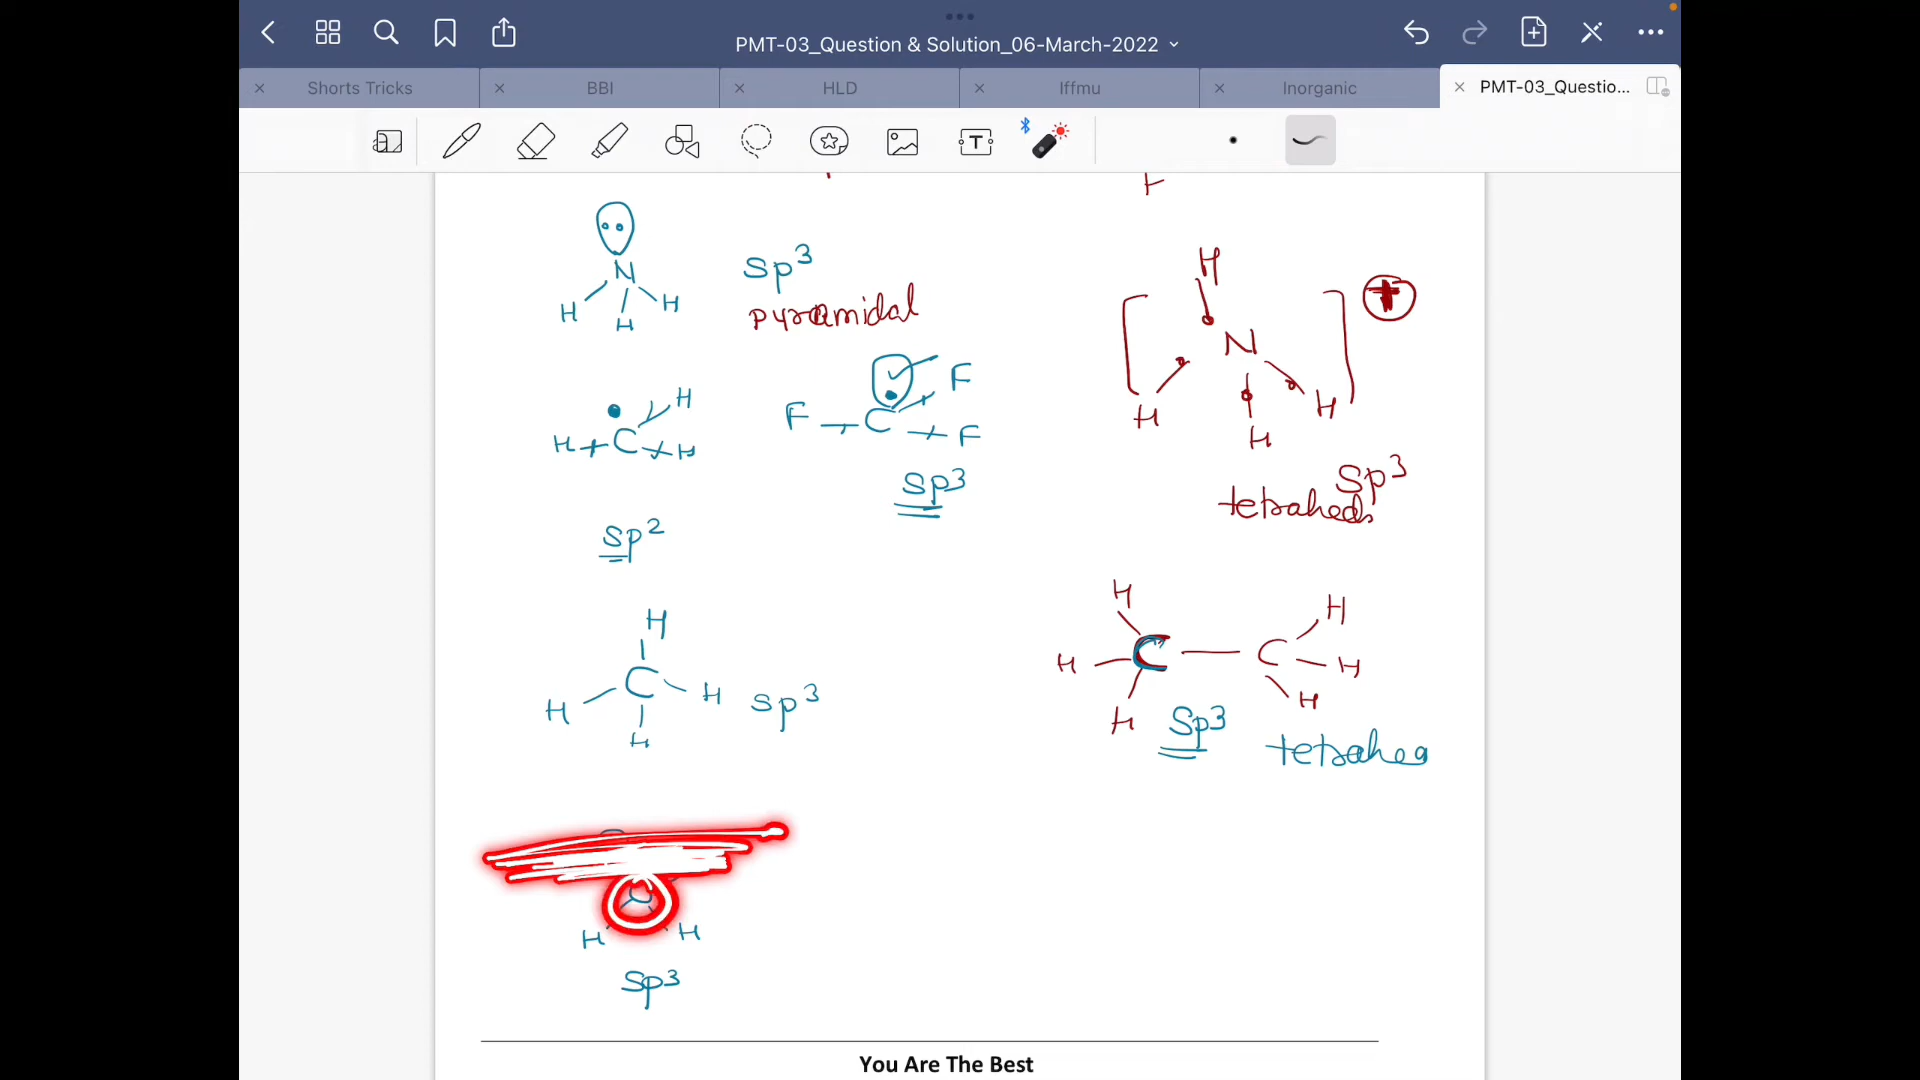 PMT-03_Question & Solution_06-March-2022
Shorts Tricks
BBI
HLD
Iffmu
Inorganic
PMT-03_Questio...
T
F
N
H H H
sp3
pyramidal
H
[ N ] +
H H H
sp3
tetrahed
H
H C H
sp2
F
F C F
sp3
H
H C H
H
sp3
H H
H C C H
H H
sp3
tetrahea
H H
sp3
You Are The Best